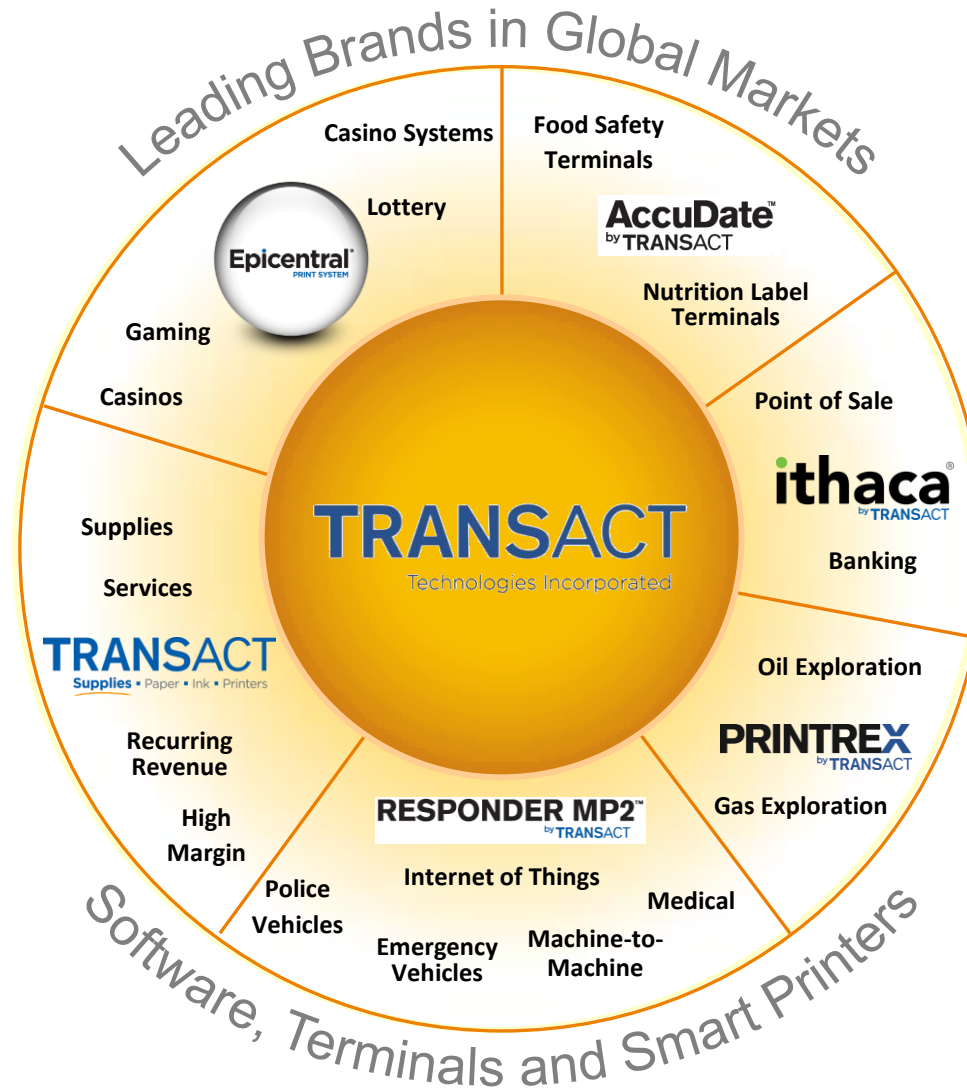 Leading Brands in Global Markets
Casino Systems
Lottery
Epicentral®
PRINT SYSTEM
Gaming
Casinos
Food Safety
Terminals
AccuDate™
by TRANSACT
Nutrition Label
Terminals
Point of Sale
ithaca®
by TRANSACT
Banking
TRANSACT
Technologies Incorporated
Oil Exploration
PRINTREX
by TRANSACT
Gas Exploration
RESPONDER MP2™
by TRANSACT
Internet of Things
Medical
Machine-to-
Machine
Emergency
Vehicles
Police
Vehicles
Supplies
Services
TRANSACT
Supplies ▪ Paper ▪ Ink ▪ Printers
Recurring
Revenue
High
Margin
Software, Terminals and Smart Printers